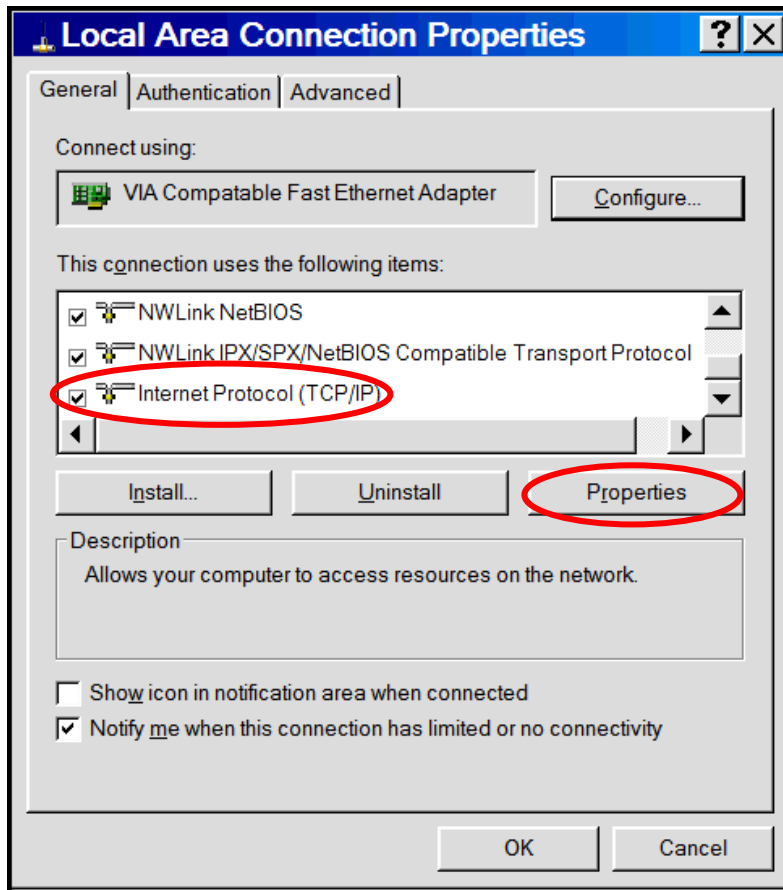 Local Area Connection Properties
General Authentication Advanced
Connect using:
VIA Compatable Fast Ethernet Adapter Configure...
This connection uses the following items:
NWLink NetBIOS
NWLink IPX/SPX/NetBIOS Compatible Transport Protocol
Internet Protocol (TCP/IP)
Install... Uninstall Properties
Description
Allows your computer to access resources on the network.
Show icon in notification area when connected
Notify me when this connection has limited or no connectivity
OK Cancel